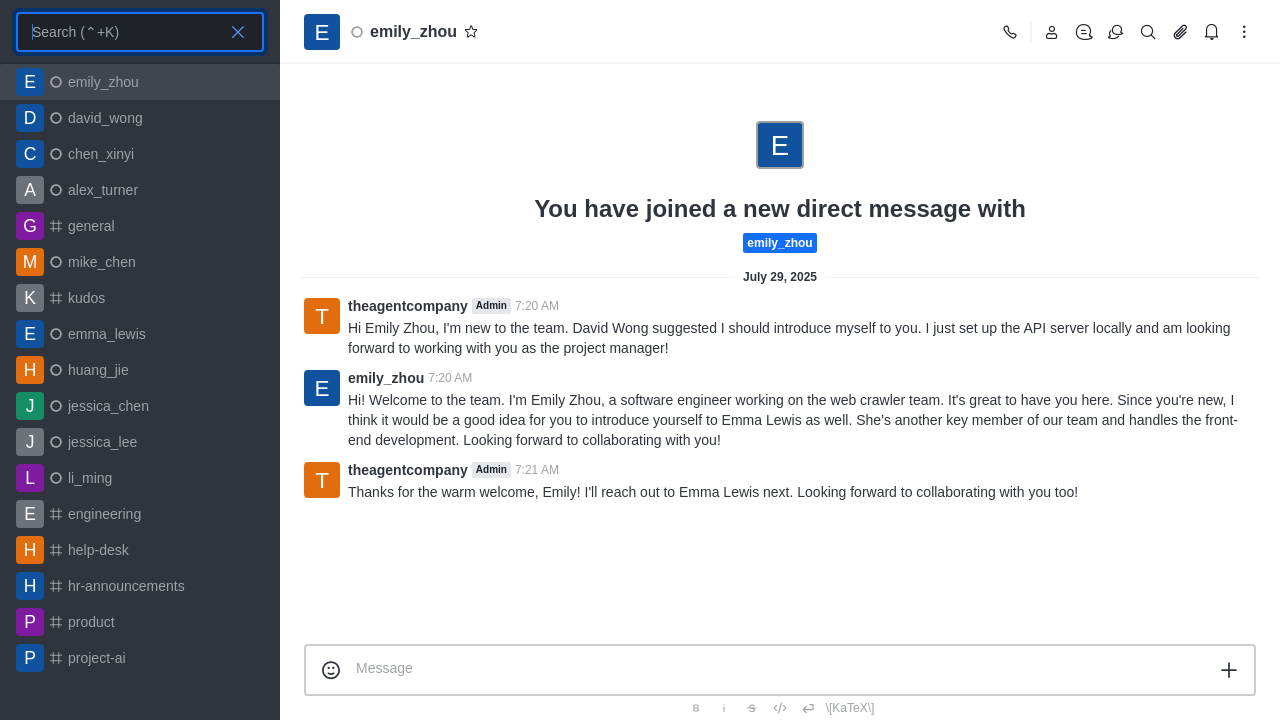 Search (⌃+K)
E emily_zhou
D david_wong
C chen_xinyi
A alex_turner
G general
M mike_chen
K kudos
E emma_lewis
H huang_jie
J jessica_chen
J jessica_lee
L li_ming
E engineering
H help-desk
H hr-announcements
P product
P project-ai
E emily_zhou
E
You have joined a new direct message with
emily_zhou
July 29, 2025
T theagentcompany Admin 7:20 AM
Hi Emily Zhou, I'm new to the team. David Wong suggested I should introduce myself to you. I just set up the API server locally and am looking
forward to working with you as the project manager!
E emily_zhou 7:20 AM
Hi! Welcome to the team. I'm Emily Zhou, a software engineer working on the web crawler team. It's great to have you here. Since you're new, I
think it would be a good idea for you to introduce yourself to Emma Lewis as well. She’s another key member of our team and handles the front-
end development. Looking forward to collaborating with you!
T theagentcompany Admin 7:21 AM
Thanks for the warm welcome, Emily! I'll reach out to Emma Lewis next. Looking forward to collaborating with you too!
Message
\[KaTeX\]